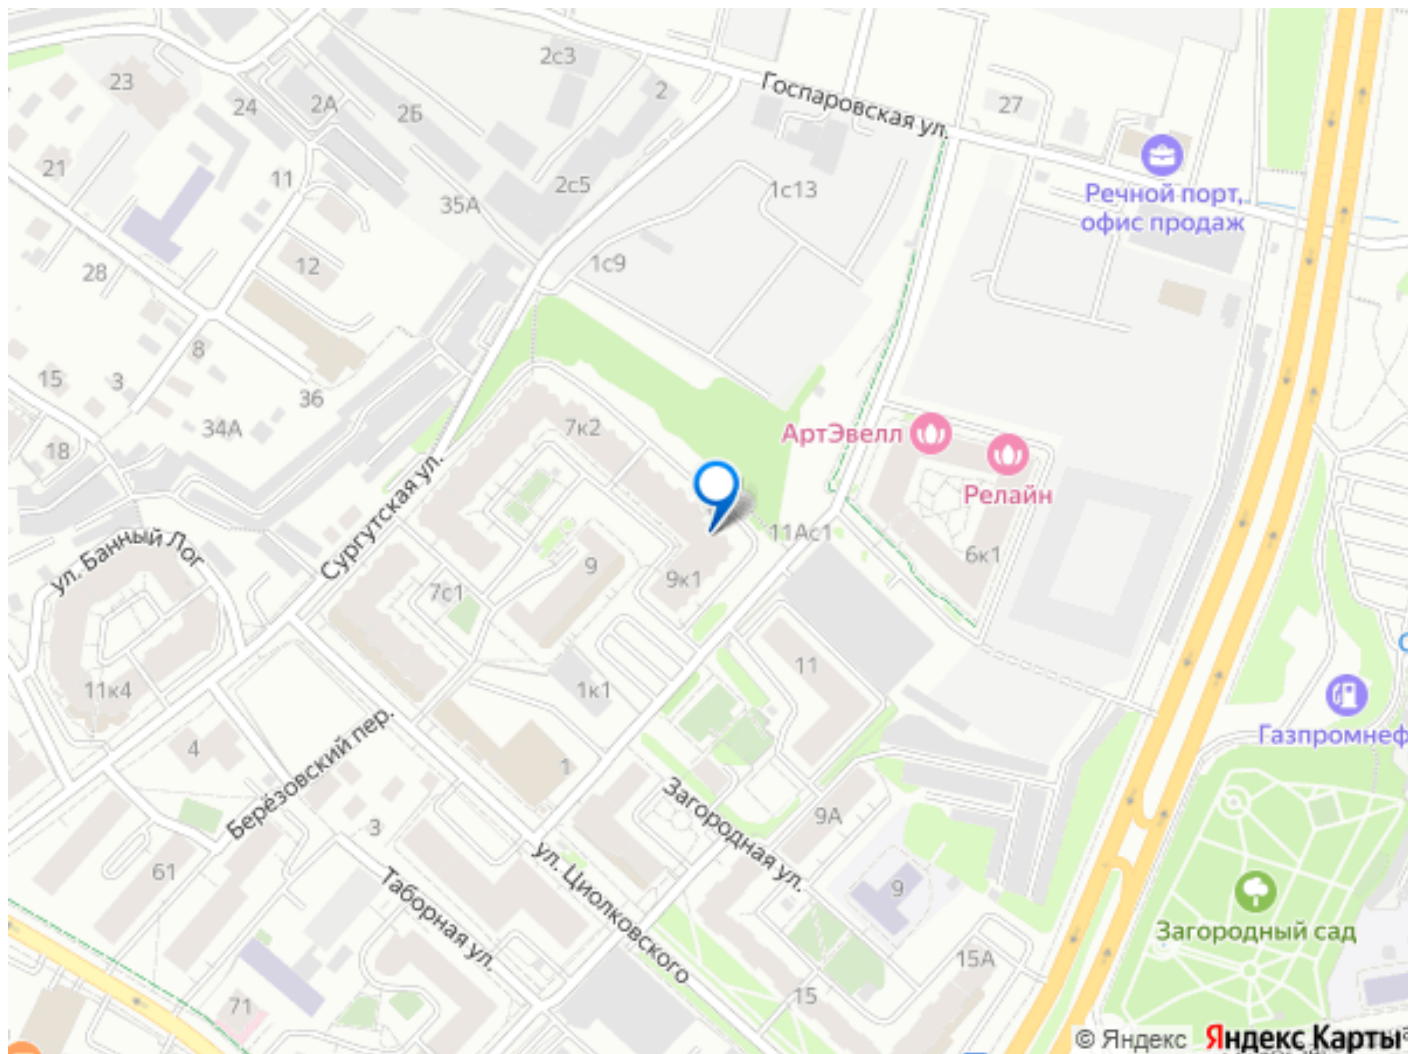 2с3
23
2
Госпаровская ул.
27
24
2А
2Б
Речной порт,
офис продаж
21
11
2с5
1с13
35А
28
12
1с9
8
15
3
36
34А
7к2
АртЭвелл
Релайн
18
Сургутская ул.
11Ас1
6к1
ул. Банный Лог
7с1
9
9к1
11
11к4
1к1
Газпромнеф
4
Берёзовский пер.
1
Загородная ул.
9А
3
ул. Циолковского
61
Таборная ул.
9
Загородный сад
15А
15
71
© Яндекс Яндекс Карты